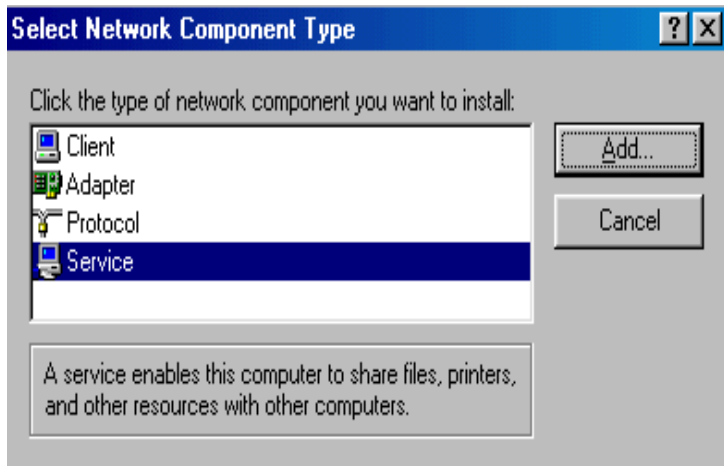 Select Network Component Type
Click the type of network component you want to install:
Client
Adapter
Protocol
Service
Add...
Cancel
A service enables this computer to share files, printers,
and other resources with other computers.